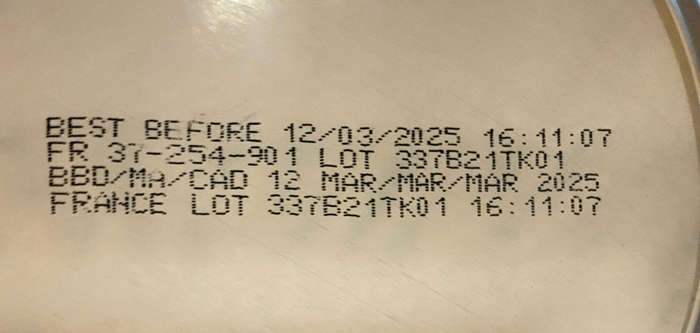 BEST BEFORE 12/03/2025 16:11:07
FR 37-254-901 LOT 337B21TK01
BBD/MA/CAD 12 MAR/MAR/MAR 2025
FRANCE LOT 337B21TK01 16:11:07